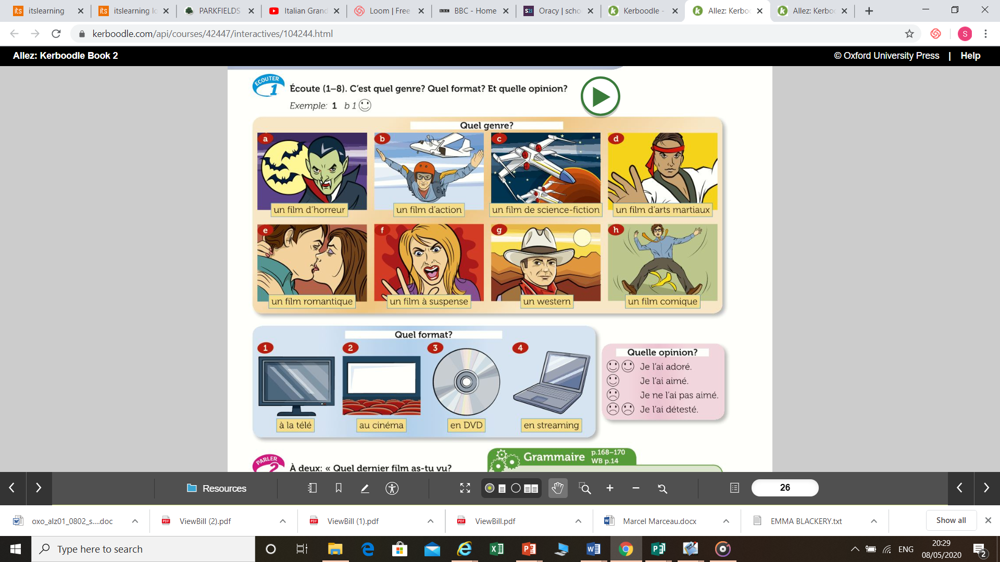 itslearning
itslearning lo
PARKFIELDS
Italian Grand
Loom | Free
BBC - Home
Oracy | scho
Kerboodle -
Allez: Kerboo
Allez: Kerboo
kerboodle.com/api/courses/42447/interactives/104244.html
S
Allez: Kerboodle Book 2
© Oxford University Press | Help
ECOUTER
1
Écoute (1–8). C'est quel genre? Quel format? Et quelle opinion?
Exemple: 1 b 1
Quel genre?
a
b
c
d
un film d'horreur
un film d'action
un film de science-fiction
un film d'arts martiaux
e
f
g
h
un film romantique
un film à suspense
un western
un film comique
Quel format?
1
2
3
4
à la télé
au cinéma
en DVD
en streaming
Quelle opinion?
Je l'ai adoré.
Je l'ai aimé.
Je ne l'ai pas aimé.
Je l'ai détesté.
PARLER
2
À deux: « Quel dernier film as-tu vu?
Grammaire
p.168–170
WB p.14
Resources
26
oxo_alz01_0802_s....doc
ViewBill (2).pdf
ViewBill (1).pdf
ViewBill.pdf
Marcel Marceau.docx
EMMA BLACKERY.txt
Show all
Type here to search
ENG
20:29
08/05/2020
2